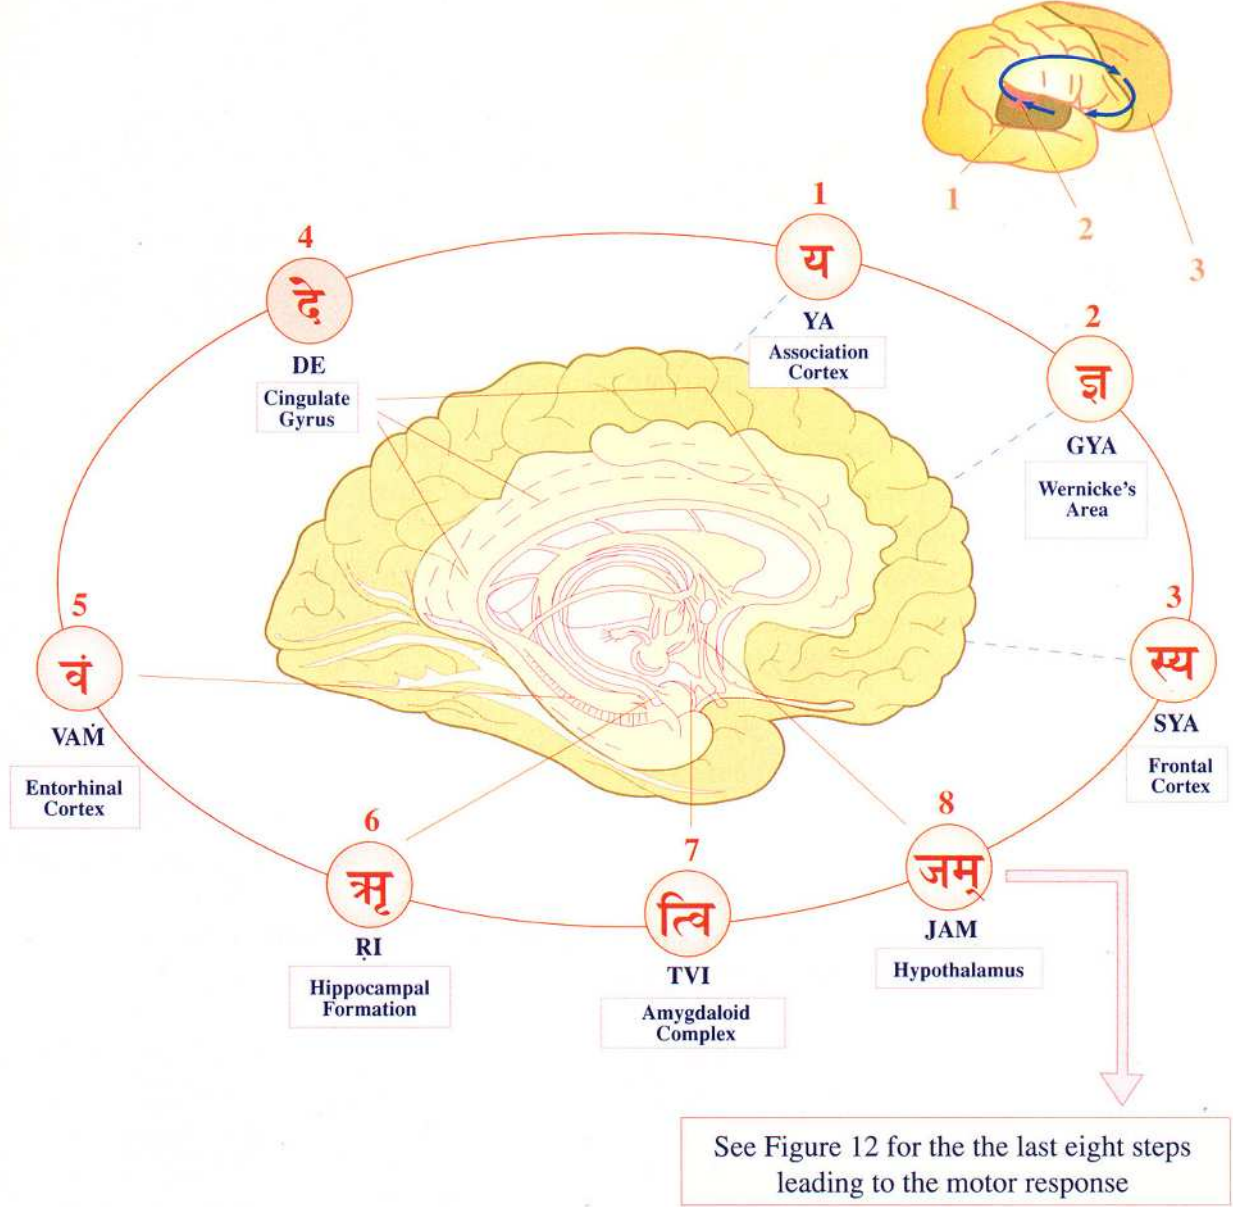 1
2
3
1
य
YA
Association
Cortex
2
ज्ञ
GYA
Wernicke's
Area
3
स्य
SYA
Frontal
Cortex
4
दे
DE
Cingulate
Gyrus
5
वं
VAṀ
Entorhinal
Cortex
6
ऋ
ṚI
Hippocampal
Formation
7
त्वि
TVI
Amygdaloid
Complex
8
जम्
JAM
Hypothalamus
See Figure 12 for the the last eight steps
leading to the motor response